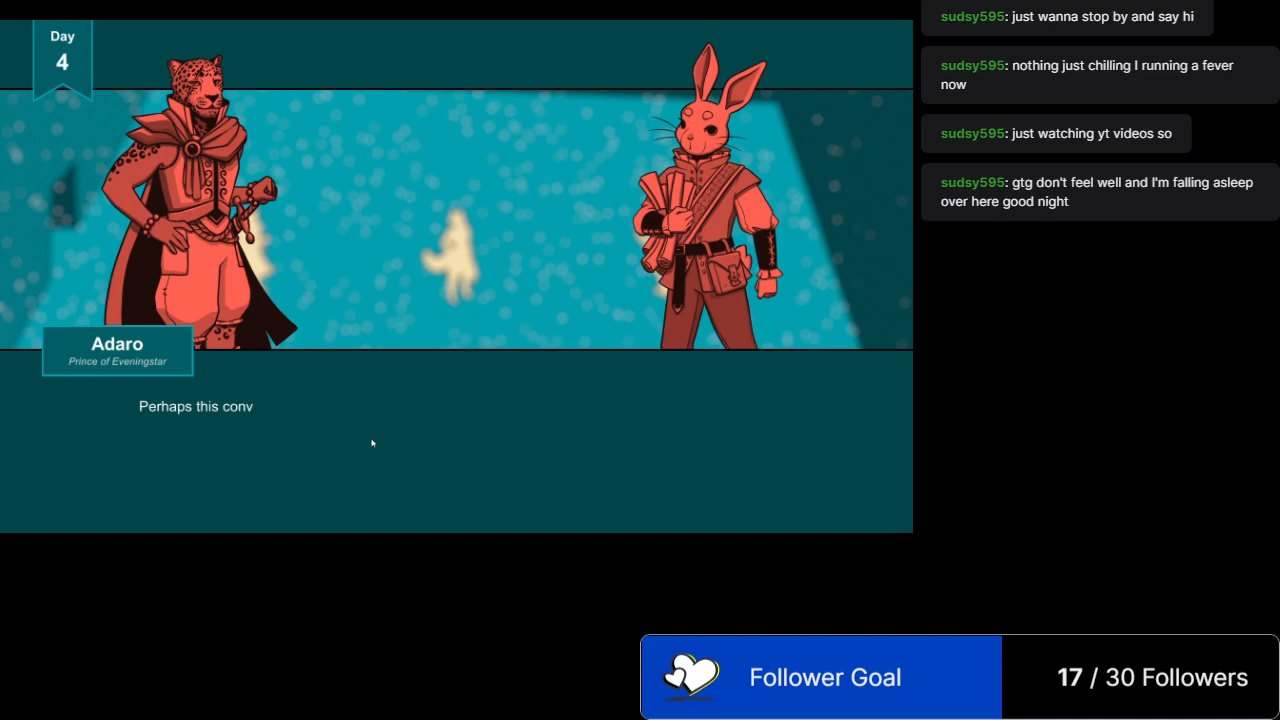 Day
4
Adaro
Prince of Eveningstar
Perhaps this conv
sudsy595: just wanna stop by and say hi
sudsy595: nothing just chilling I running a fever
now
sudsy595: just watching yt videos so
sudsy595: gtg don't feel well and I'm falling asleep
over here good night
Follower Goal
17 / 30 Followers